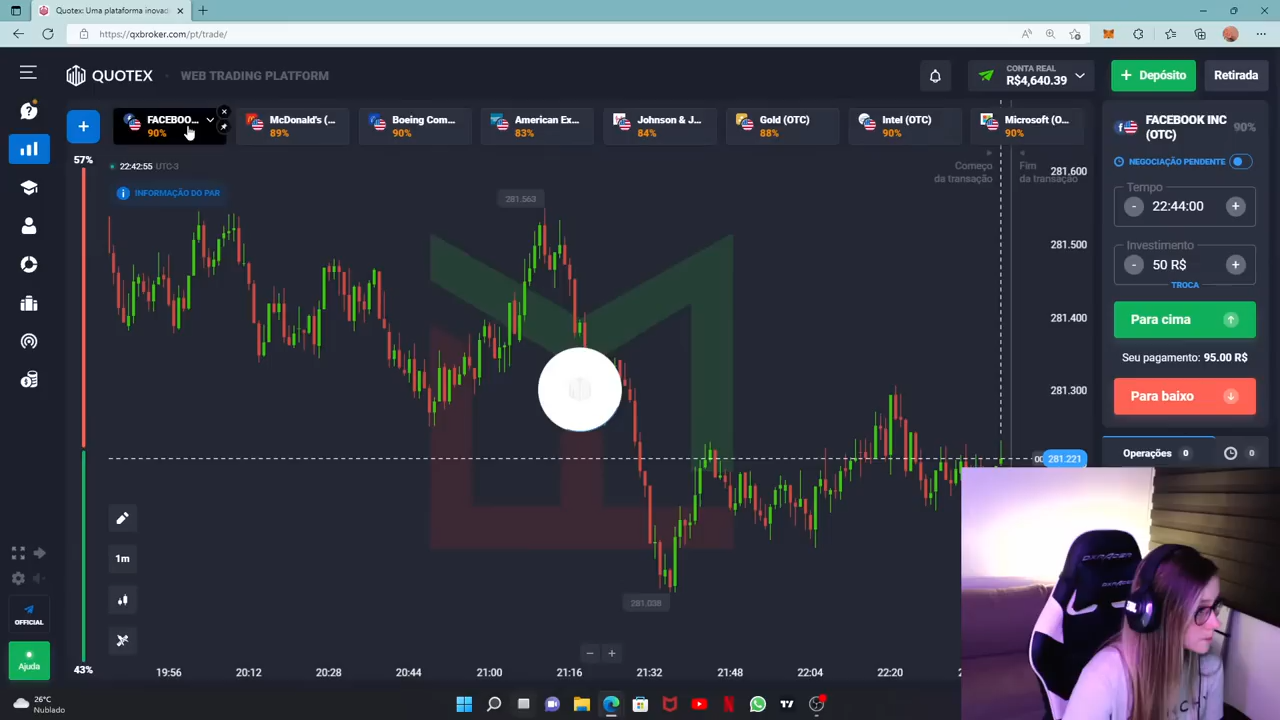 Quotex: Uma plataforma inovad
https://qxbroker.com/pt/trade/
QUOTEX
WEB TRADING PLATFORM
CONTA REAL
R$4,640.39
+ Depósito
Retirada
FACEBOO...
90%
McDonald's (...
89%
Boeing Com...
90%
American Ex...
83%
Johnson & J...
84%
Gold (OTC)
88%
Intel (OTC)
90%
Microsoft (O...
90%
57%
22:42:55 UTC-3
INFORMAÇÃO DO PAR
Começo
da transação
Fim
da transação
281.563
281.038
281,600
281.500
281.400
281.300
281.221
FACEBOOK INC
(OTC)
90%
NEGOCIAÇÃO PENDENTE
Tempo
- 22:44:00 +
Investimento
- 50 R$ +
TROCA
Para cima
Seu pagamento: 95.00 R$
Para baixo
Operações 0
0
1m
OFFICIAL
Ajuda
43%
19:56
20:12
20:28
20:44
21:00
21:16
21:32
21:48
22:04
22:20
DXRACER
26°C
Nublado